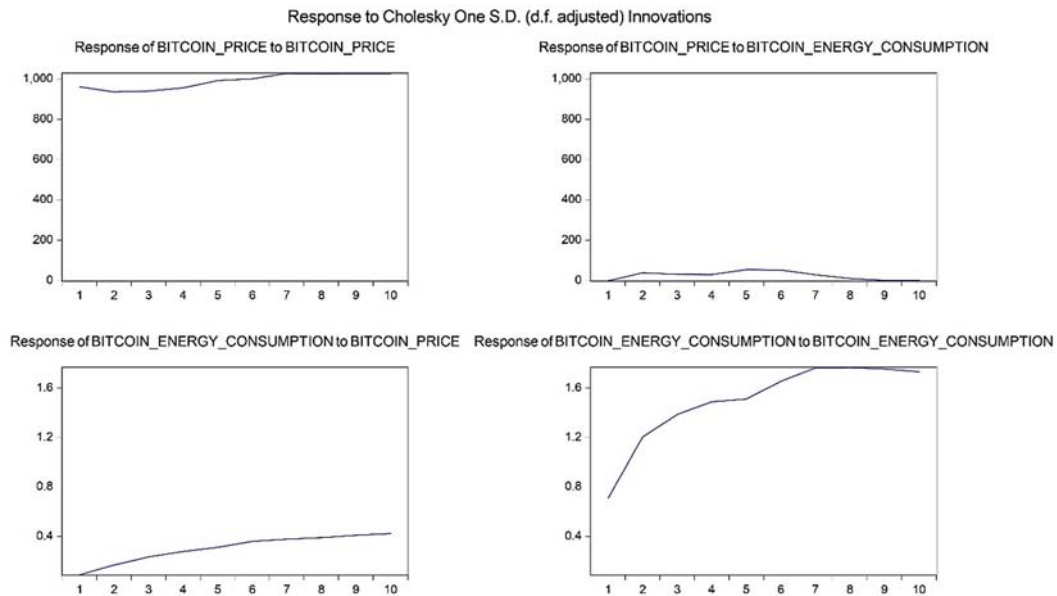 Response to Cholesky One S.D. (d.f. adjusted) Innovations
Response of BITCOIN_PRICE to BITCOIN_PRICE
1,000
800
600
400
200
0
1 2 3 4 5 6 7 8 9 10
Response of BITCOIN_PRICE to BITCOIN_ENERGY_CONSUMPTION
1,000
800
600
400
200
0
1 2 3 4 5 6 7 8 9 10
Response of BITCOIN_ENERGY_CONSUMPTION to BITCOIN_PRICE
1.6
1.2
0.8
0.4
1 2 3 4 5 6 7 8 9 10
Response of BITCOIN_ENERGY_CONSUMPTION to BITCOIN_ENERGY_CONSUMPTION
1.6
1.2
0.8
0.4
1 2 3 4 5 6 7 8 9 10